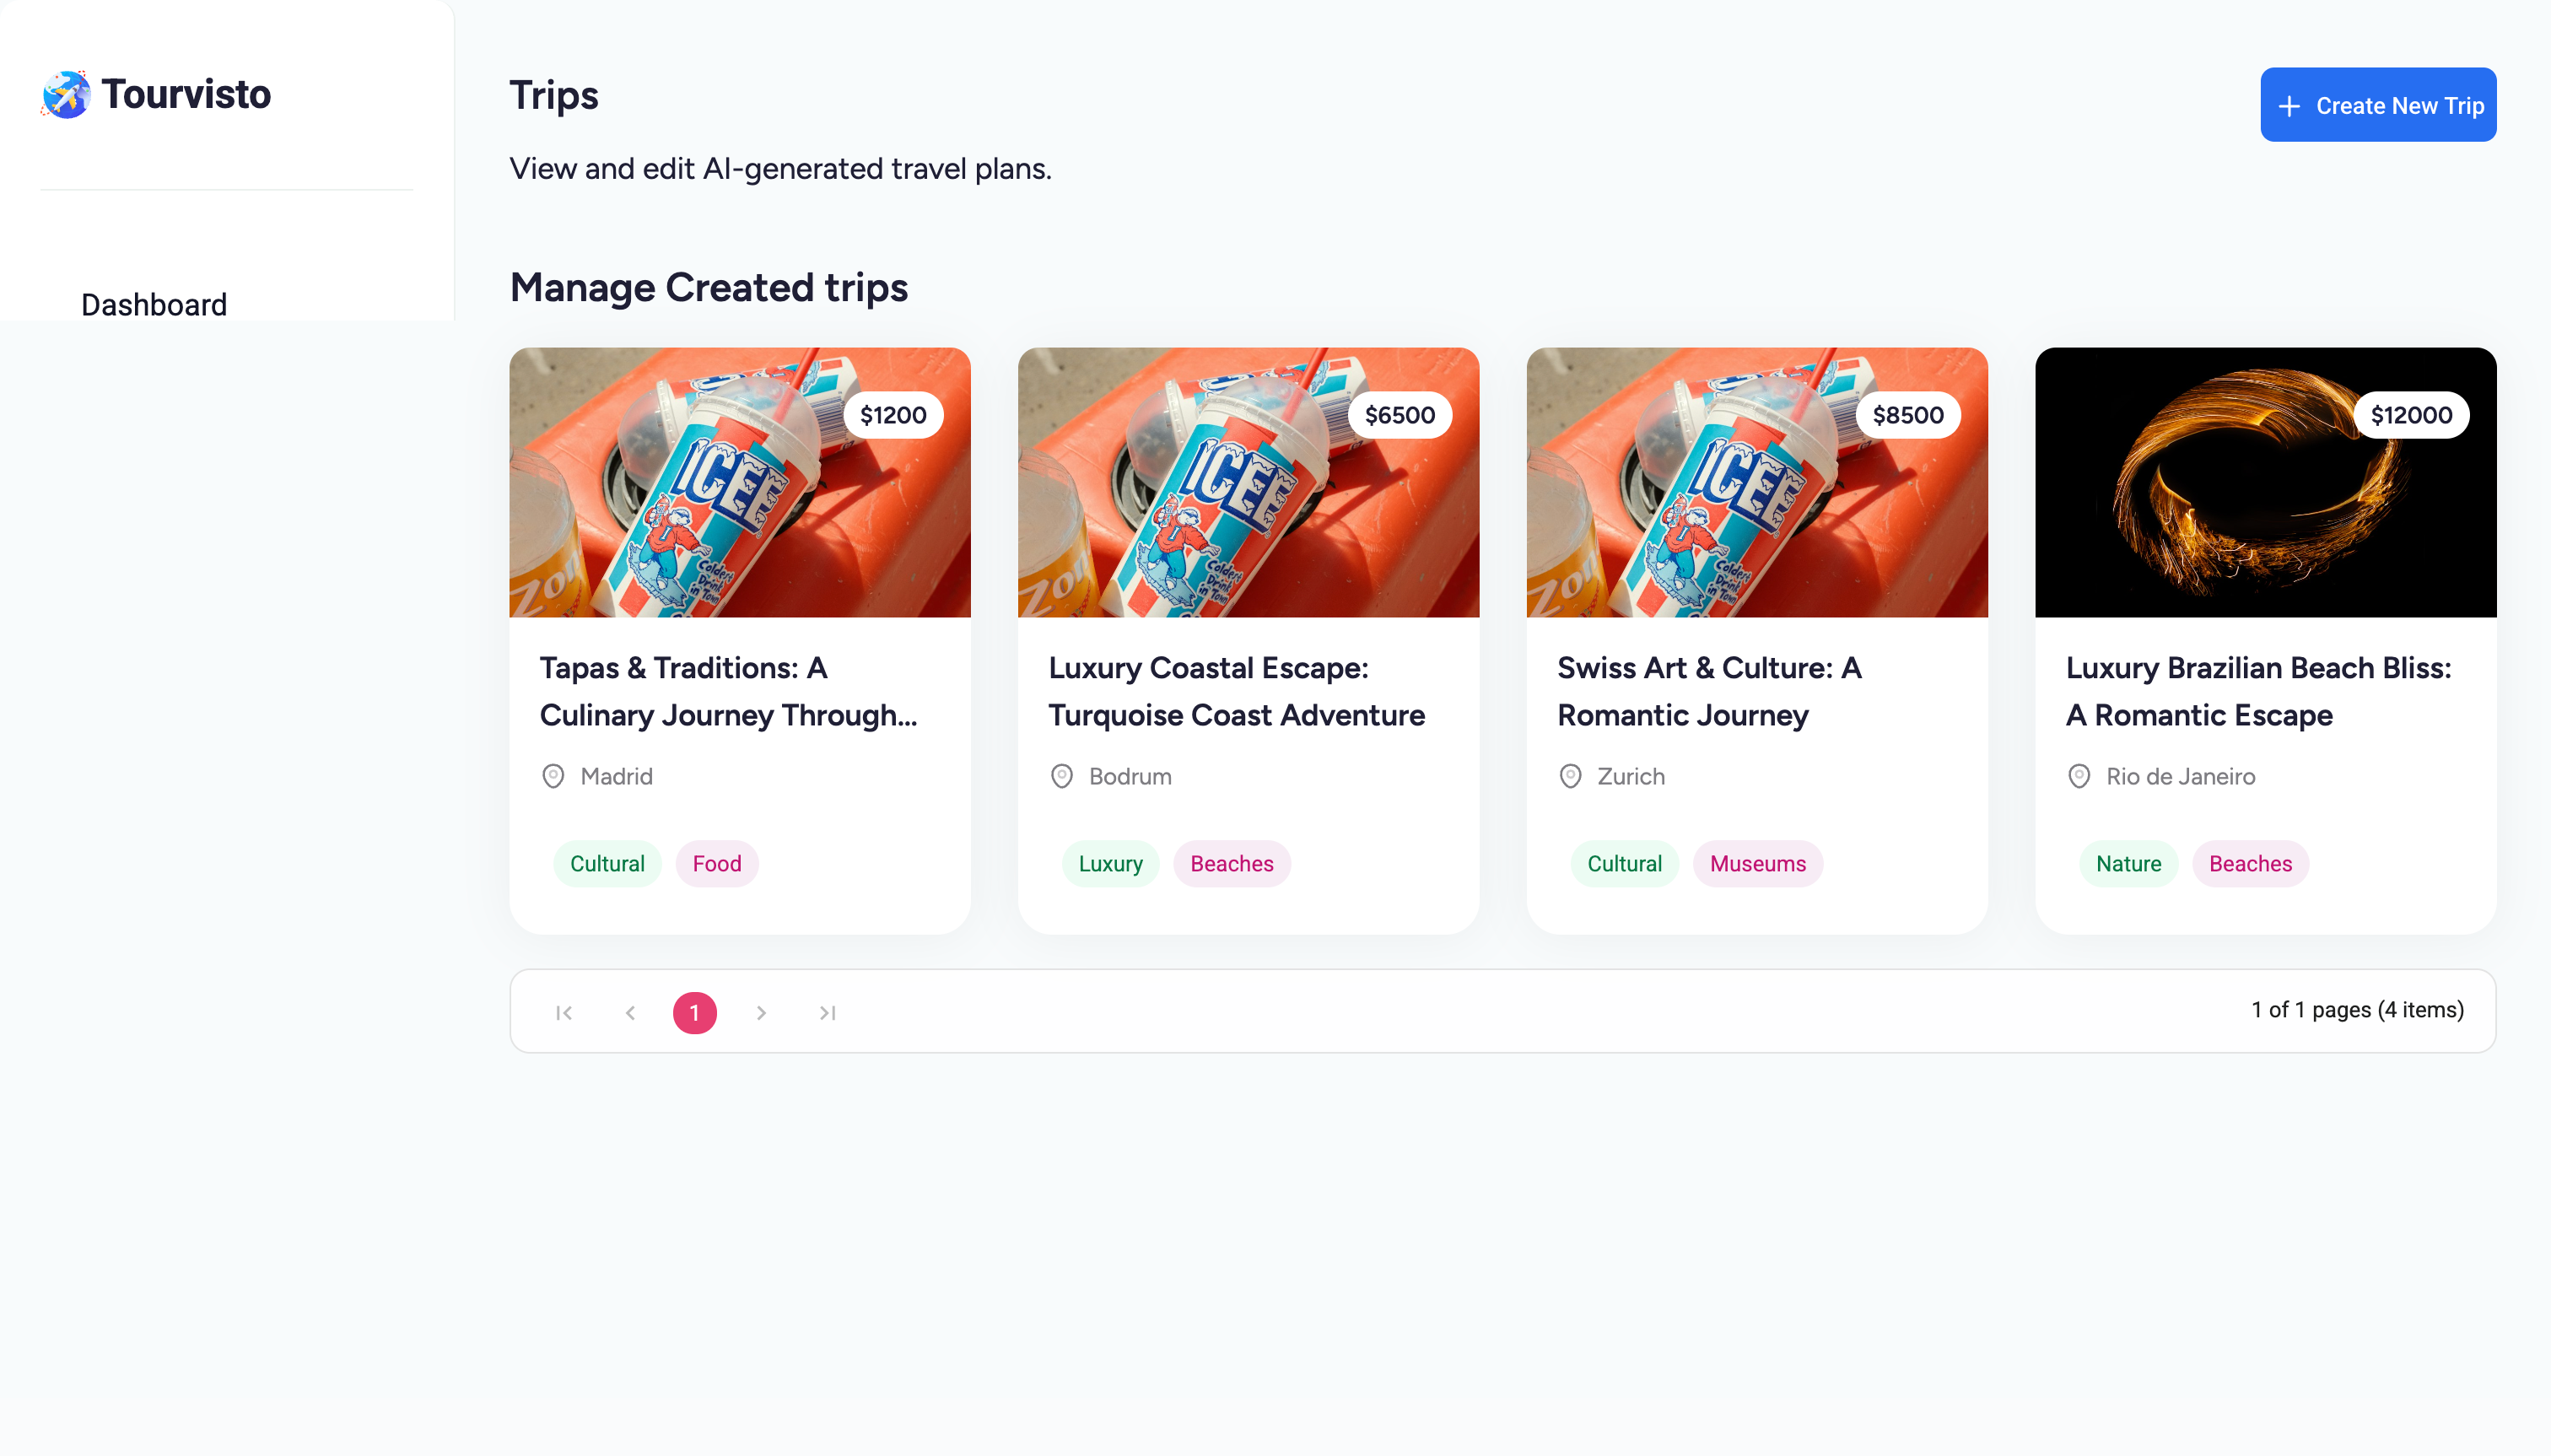 Tourvisto
Dashboard
Trips
Create New Trip
View and edit AI-generated travel plans.
Manage Created trips
$1200
ICEE
Coldest
Drink
in Town
Tapas & Traditions: A
Culinary Journey Through...
Madrid
Cultural
Food
$6500
ICEE
Coldest
Drink
in Town
Luxury Coastal Escape:
Turquoise Coast Adventure
Bodrum
Luxury
Beaches
$8500
ICEE
Coldest
Drink
in Town
Swiss Art & Culture: A
Romantic Journey
Zurich
Cultural
Museums
$12000
Luxury Brazilian Beach Bliss:
A Romantic Escape
Rio de Janeiro
Nature
Beaches
1
1 of 1 pages (4 items)